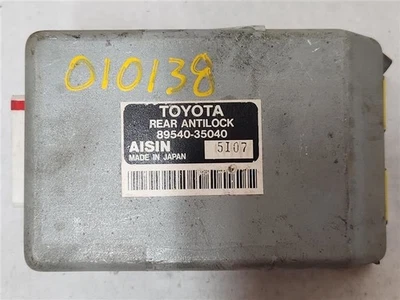 010138
TOYOTA
REAR ANTILOCK
89540-35040
AISIN 5107
MADE IN JAPAN